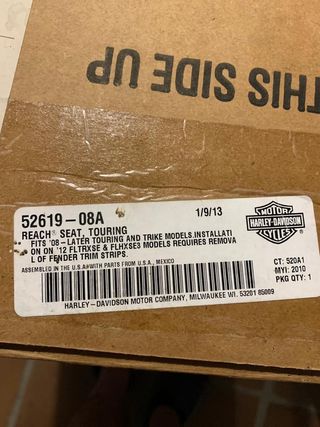 THIS SIDE UP
52619-08A 1/9/13
REACH® SEAT, TOURING
FITS '08-LATER TOURING AND TRIKE MODELS.INSTALLATI
ON ON '12 FLTRXSE & FLHXSE3 MODELS REQUIRES REMOVA
L OF FENDER TRIM STRIPS.
ASSEMBLED IN THE U.S.A. WITH PARTS FROM U.S.A., MEXICO
HARLEY-DAVIDSON MOTOR COMPANY, MILWAUKEE WI. 53201 85009
MOTOR
HARLEY-DAVIDSON
CYCLES
CT: 520A1
MYI: 2010
PKG QTY: 1